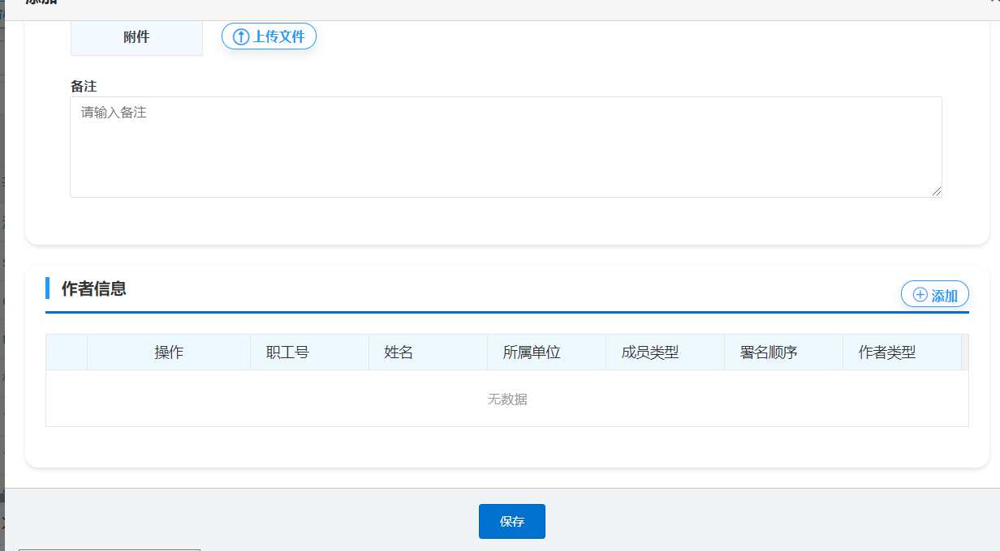 添加
附件
上传文件
备注
请输入备注
作者信息
添加
操作 职工号 姓名 所属单位 成员类型 署名顺序 作者类型
无数据
保存